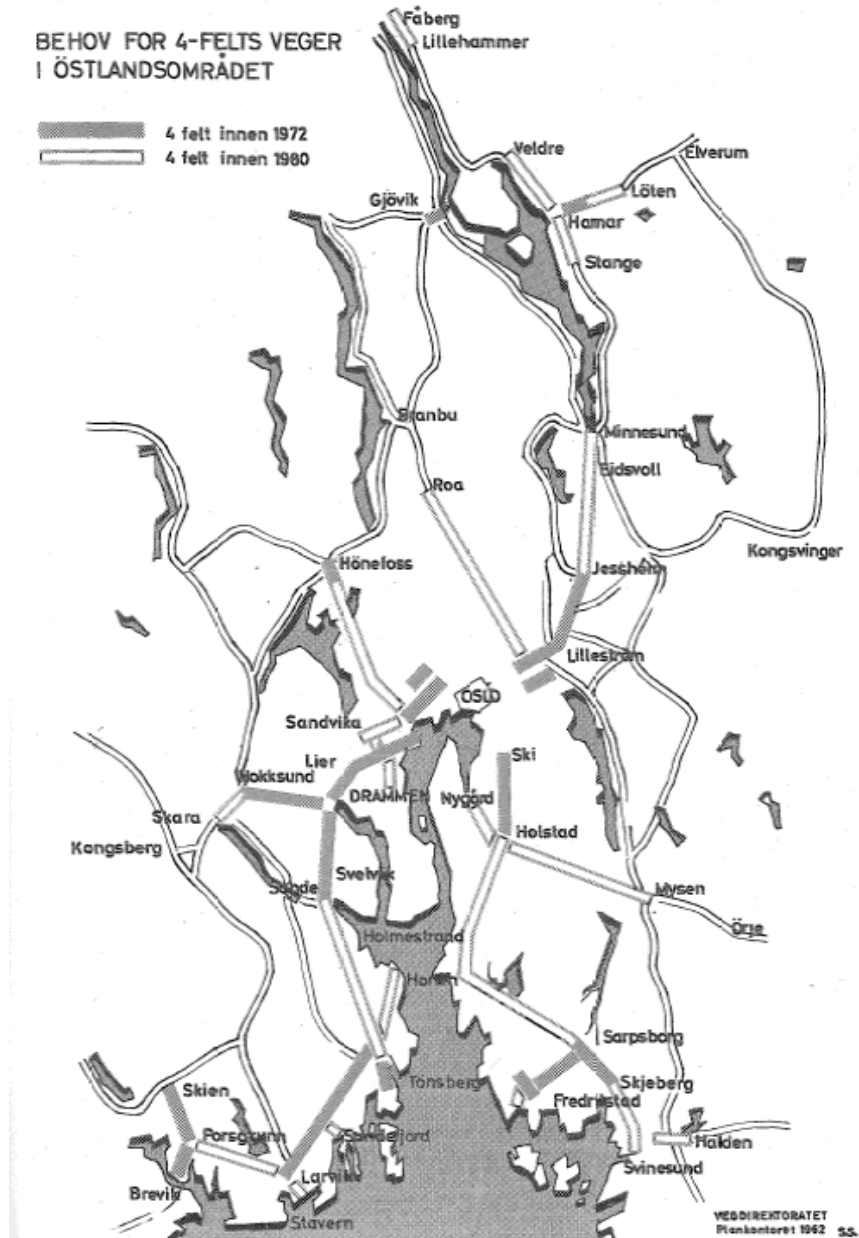 BEHOV FOR 4-FELTS VEGER
I ÖSTLANDSOMRÅDET
4 felt innen 1972
4 felt innen 1980
Fåberg
Lillehammer
Veldre
Elverum
Löten
Gjövik
Hamar
Stange
Branbu
Minnesund
Eidsvoll
Roa
Kongsvinger
Hönefoss
Jessheim
Lilleström
OSLO
Sandvika
Lier
Ski
Hokksund
DRAMMEN
Nygård
Skara
Holstad
Kongsberg
Svelvik
Sande
Mysen
Örje
Holmestrand
Horten
Sarpsborg
Skien
Tönsberg
Skjeberg
Fredrikstad
Porsgrunn
Sandefjord
Halden
Svinesund
Larvik
Brevik
Stavern
VEGDIREKTORATET
Plankontoret 1962 S.S.